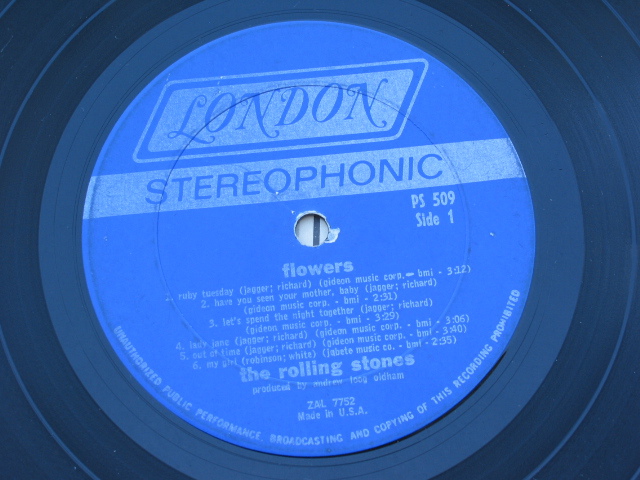 LONDON
STEREOPHONIC
PS 509
Side 1
flowers
1. ruby tuesday (jagger; richard) (gideon music corp. - bmi - 3:12)
2. have you seen your mother, baby (jagger; richard)
(gideon music corp. - bmi - 2:31)
3. let's spend the night together (jagger; richard)
(gideon music corp. - bmi - 3:29)
4. lady jane (jagger; richard) (gideon music corp. - bmi - 3:06)
5. out of time (jagger; richard) (gideon music corp. - bmi - 3:40)
6. my girl (robinson; white) (jobete music co. - bmi - 2:35)
the rolling stones
produced by andrew loog oldham
ZAL 7752
Made in U.S.A.
UNAUTHORIZED PUBLIC PERFORMANCE, BROADCASTING AND COPYING OF THIS RECORDING PROHIBITED